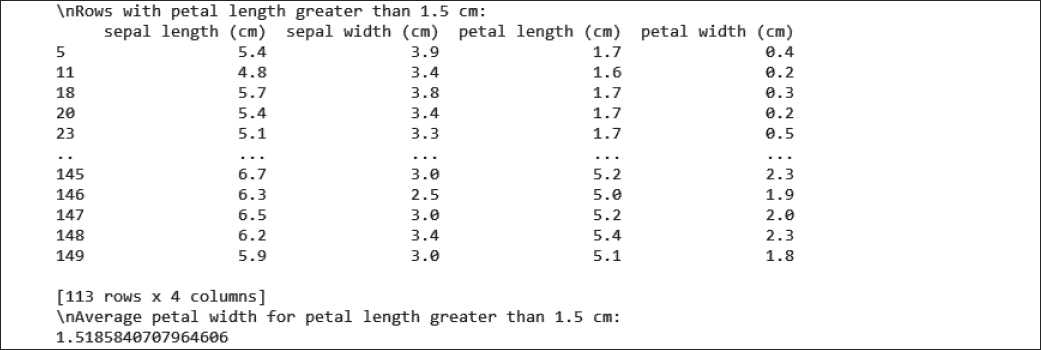 \nRows with petal length greater than 1.5 cm:
sepal length (cm) sepal width (cm) petal length (cm) petal width (cm)
5 5.4 3.9 1.7 0.4
11 4.8 3.4 1.6 0.2
18 5.7 3.8 1.7 0.3
20 5.4 3.4 1.7 0.2
23 5.1 3.3 1.7 0.5
.. ... ... ... ...
145 6.7 3.0 5.2 2.3
146 6.3 2.5 5.0 1.9
147 6.5 3.0 5.2 2.0
148 6.2 3.4 5.4 2.3
149 5.9 3.0 5.1 1.8
[113 rows x 4 columns]
\nAverage petal width for petal length greater than 1.5 cm:
1.5185840707964606